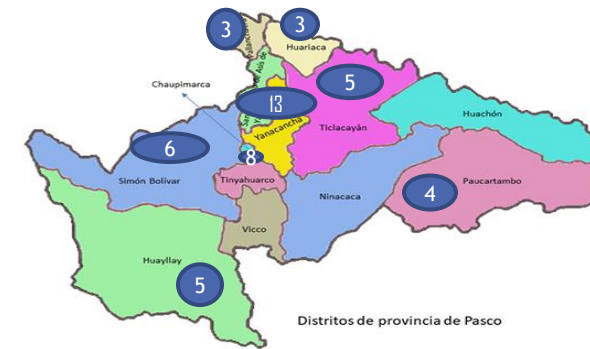 3
3
Pallanchacra
Huariaca
5
Chaupimarca
13
Yanacancha
Ticlacayán
Huachón
6
8
Simón Bolívar
Tinyahuarco
Ninacaca
4
Paucartambo
Vicco
Huayllay
5
Distritos de provincia de Pasco